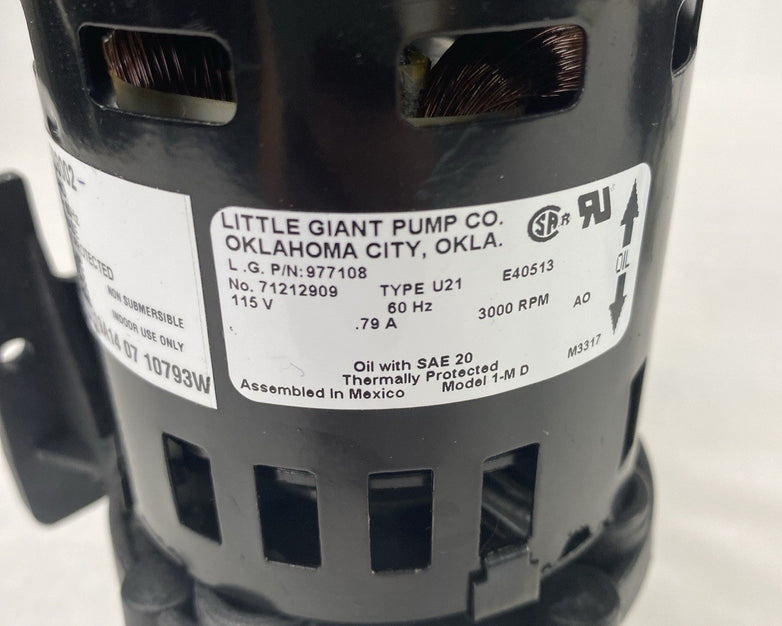 NON SUBMERSIBLE
INDOOR USE ONLY
07 10793W
LITTLE GIANT PUMP CO.
OKLAHOMA CITY, OKLA.
L .G. P/N: 977108
No. 71212909 TYPE U21 E40513
115 V 60 Hz 3000 RPM AO
.79 A
OIL
Oil with SAE 20 M3317
Thermally Protected
Assembled In Mexico Model 1-M D